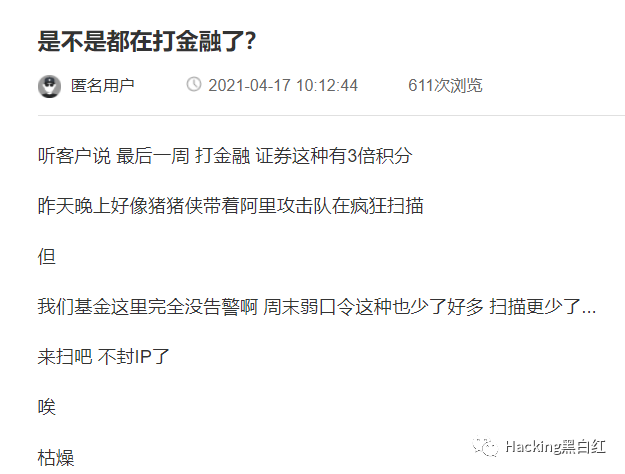 是不是都在打金融了？
匿名用户 2021-04-17 10:12:44 611次浏览
听客户说 最后一周 打金融 证券这种有3倍积分
昨天晚上好像猪猪侠带着阿里攻击队在疯狂扫描
但
我们基金这里完全没告警啊 周末弱口令这种也少了好多 扫描更少了...
来扫吧 不封IP了
唉
枯燥
Hacking黑白红